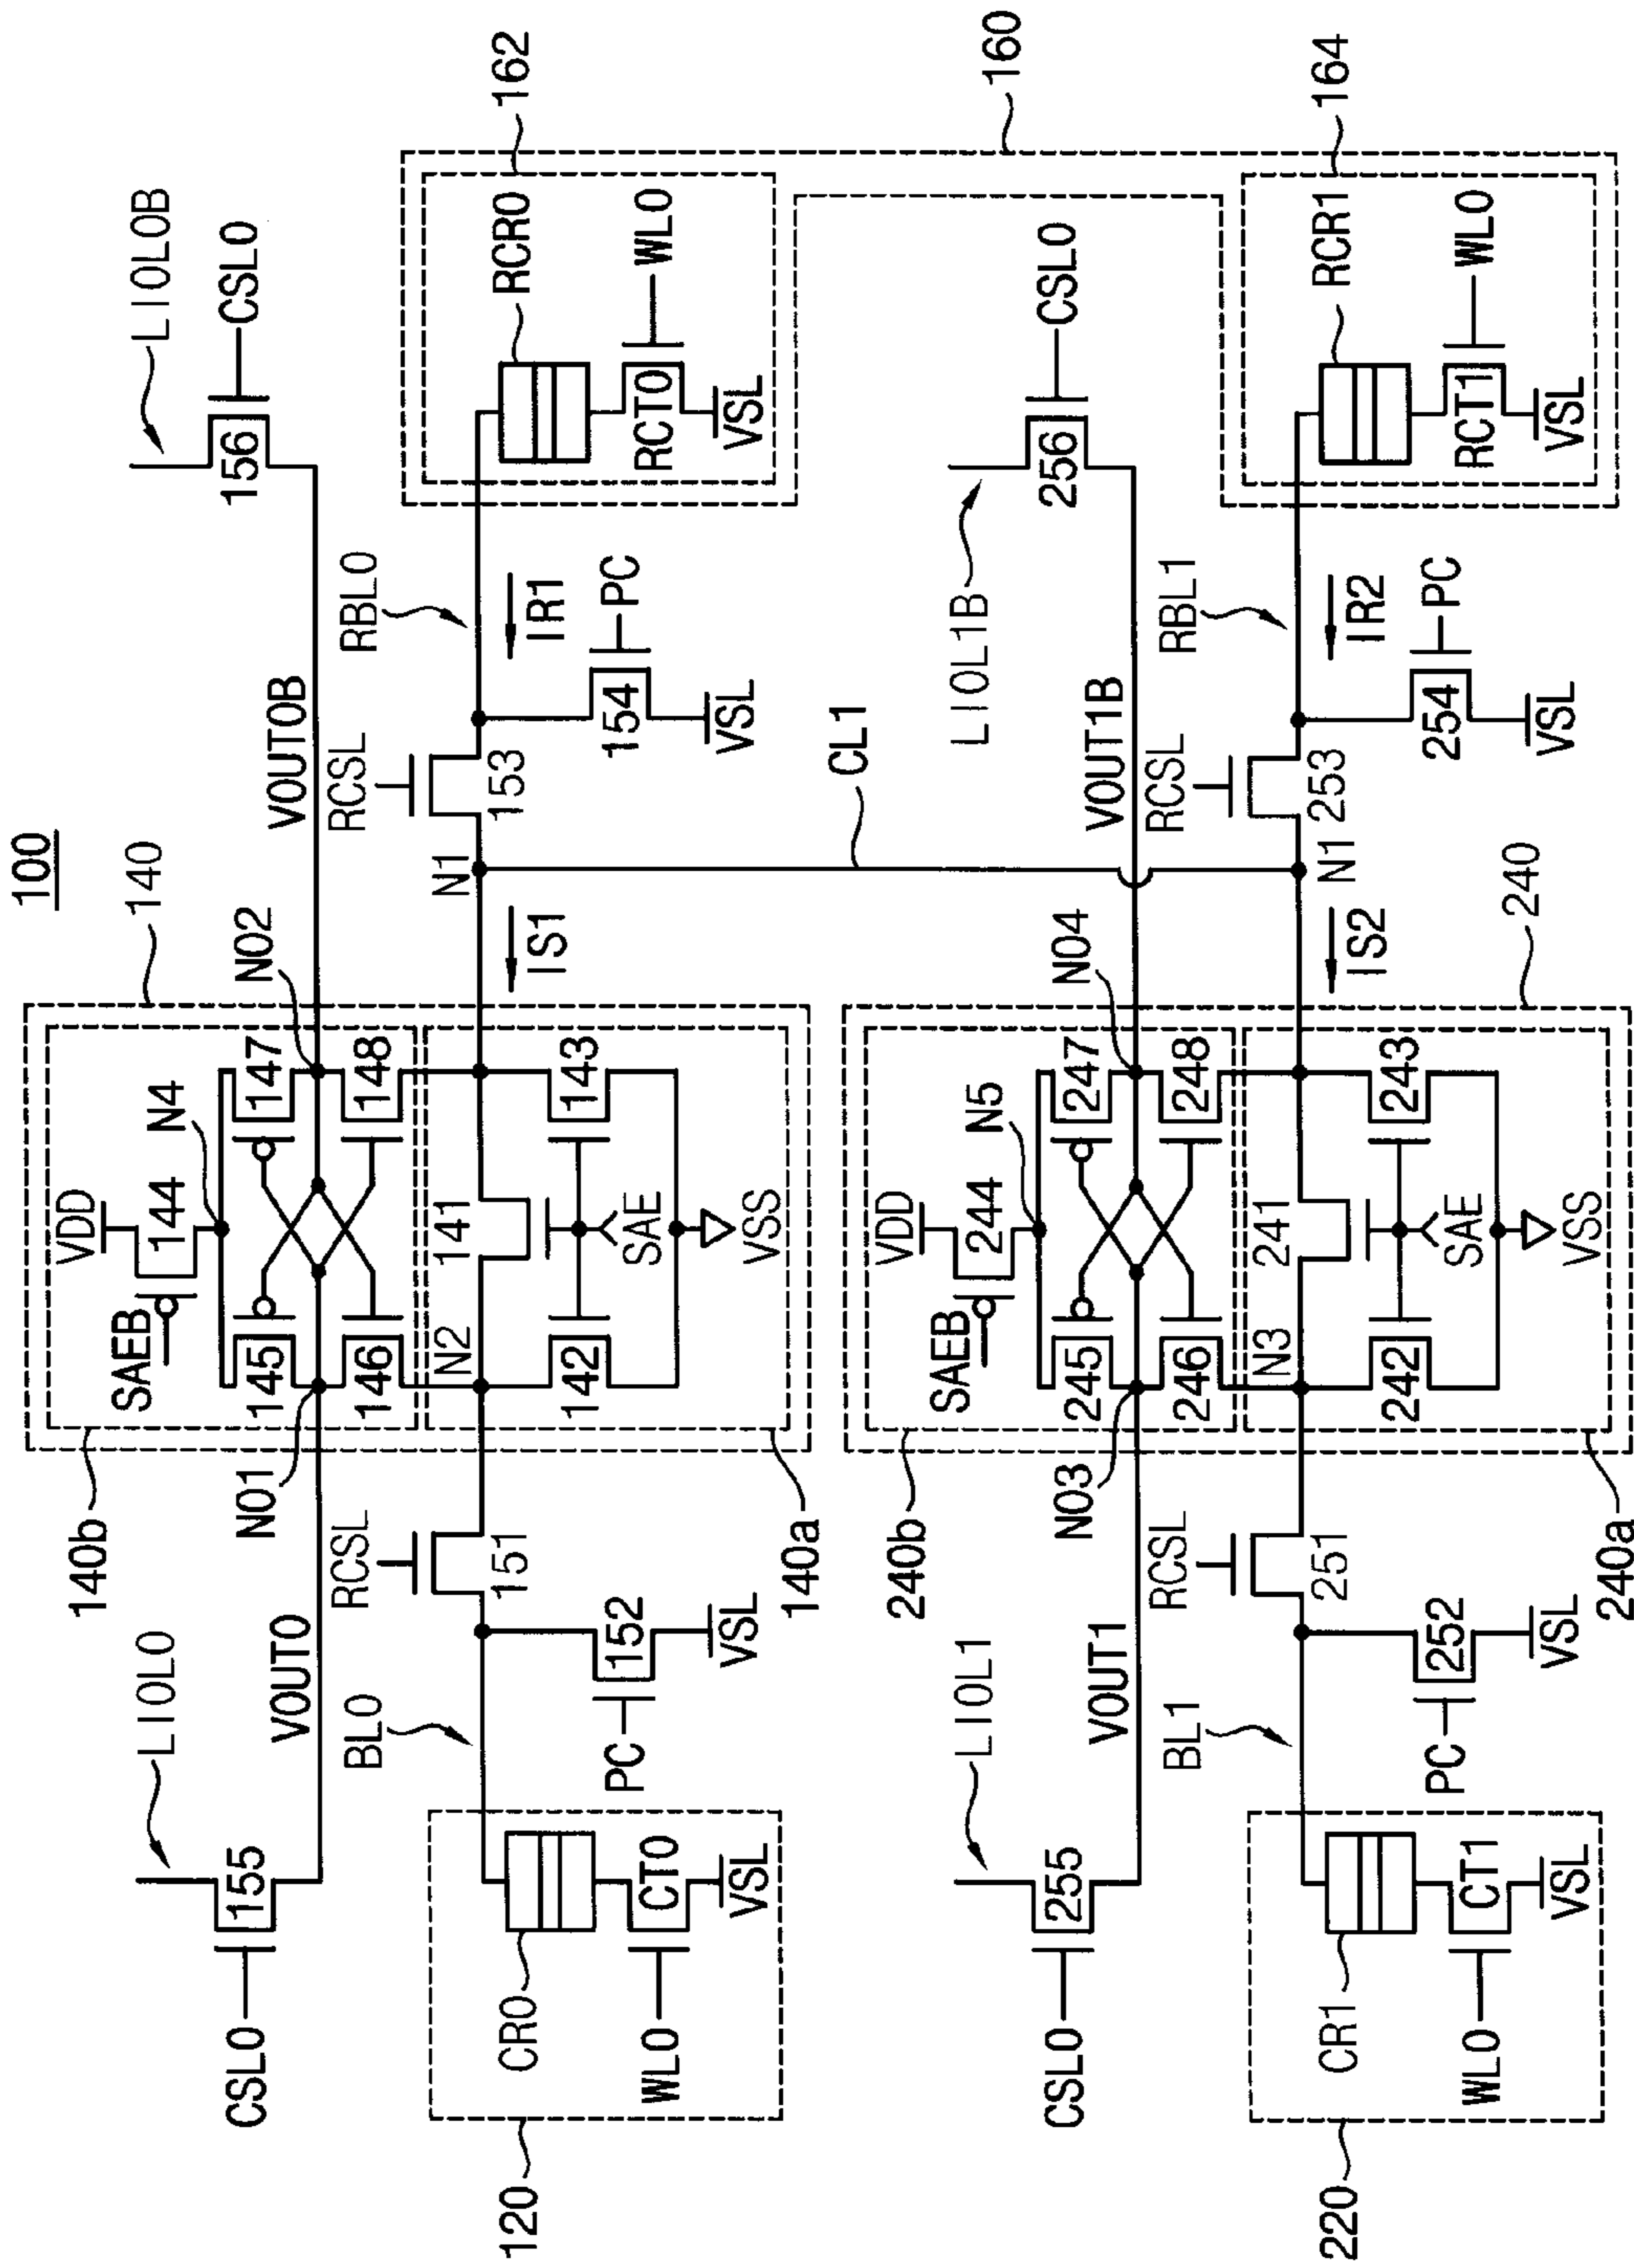 100
140
LIOL0
155
CSL0
VOUT0
140b
NO1
SAEB
VDD
144
N4
145
147
146
148
NO2
VOUT0B
LIOL0B
156
CSL0
162
160
120
CR0
WL0
CT0
VSL
BL0
PC
152
VSL
RCSL
151
140a
N2
141
142
143
SAE
VSS
IS1
N1
RCSL
153
RBL0
IR1
154
PC
VSL
RCR0
RCT0
WL0
VSL
CL1
240
LIOL1
255
CSL0
VOUT1
240b
NO3
SAEB
VDD
244
N5
245
247
246
248
NO4
VOUT1B
LIOL1B
256
CSL0
164
220
CR1
WL0
CT1
VSL
BL1
PC
252
VSL
RCSL
251
240a
N3
241
242
243
SAE
VSS
IS2
N1
RCSL
253
RBL1
IR2
254
PC
VSL
RCR1
RCT1
WL0
VSL